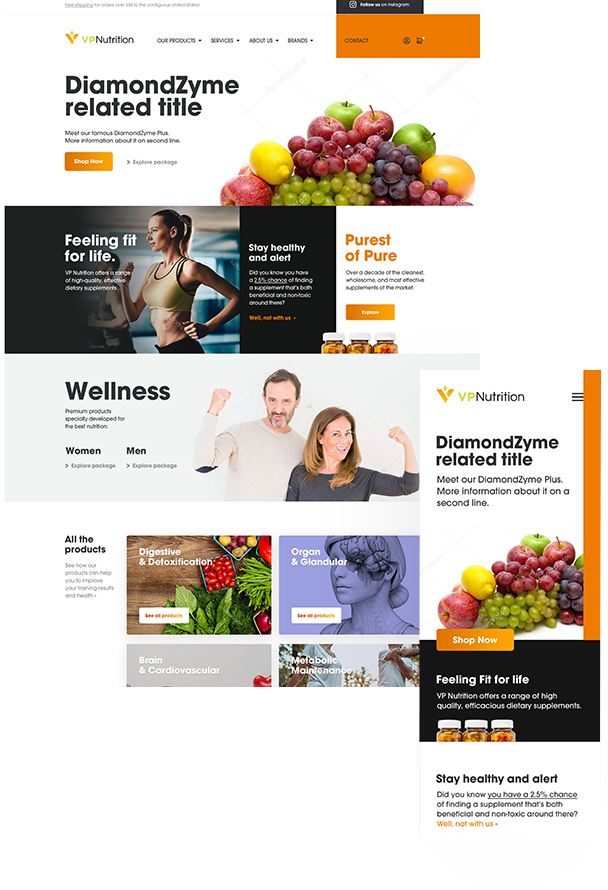 Free shipping for orders over $50 to the contiguous United States!
Follow us on Instagram
VPNutrition
OUR PRODUCTS
SERVICES
ABOUT US
BRANDS
CONTACT
DiamondZyme
related title
Meet our famous DiamondZyme Plus.
More information about it on second line.
Shop Now
Explore package
Feeling fit
for life.
VP Nutrition offers a range
of high-quality, effective
dietary supplements.
Stay healthy
and alert
Did you know you have
a 2.5% chance of finding
a supplement that's both
beneficial and non-toxic
around there?
Well, not with us »
Purest
of Pure
Over a decade of the cleanest,
wholesome, and most effective
supplements of the market.
Explore
Wellness
Premium products
specially developed for
the best nutrition:
Women
Explore package
Men
Explore package
All the
products
See how our
products can help
you to improve
your training results
and health »
Digestive
& Detoxification
See all products
Organ
& Glandular
See all products
Brain
& Cardiovascular
Metabolic
Maintenance
VPNutrition
DiamondZyme
related title
Meet our DiamondZyme Plus.
More information about it on a
second line.
Shop Now
Feeling Fit for life
VP Nutrition offers a range of high
quality, efficacious dietary supplements.
Stay healthy and alert
Did you know you have a 2.5% chance
of finding a supplement that's both
beneficial and non-toxic around there?
Well, not with us »